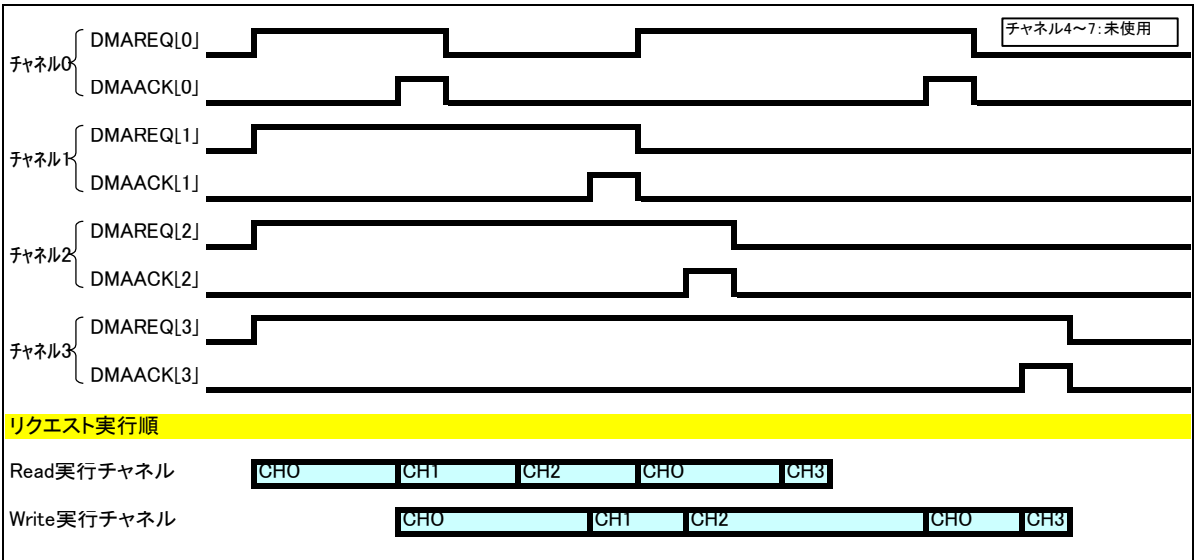 チャネル4～7:未使用
チャネル0
DMAREQ[0]
DMAACK[0]
チャネル1
DMAREQ[1]
DMAACK[1]
チャネル2
DMAREQ[2]
DMAACK[2]
チャネル3
DMAREQ[3]
DMAACK[3]
リクエスト実行順
Read実行チャネル CH0 CH1 CH2 CH0 CH3
Write実行チャネル CH0 CH1 CH2 CH0 CH3